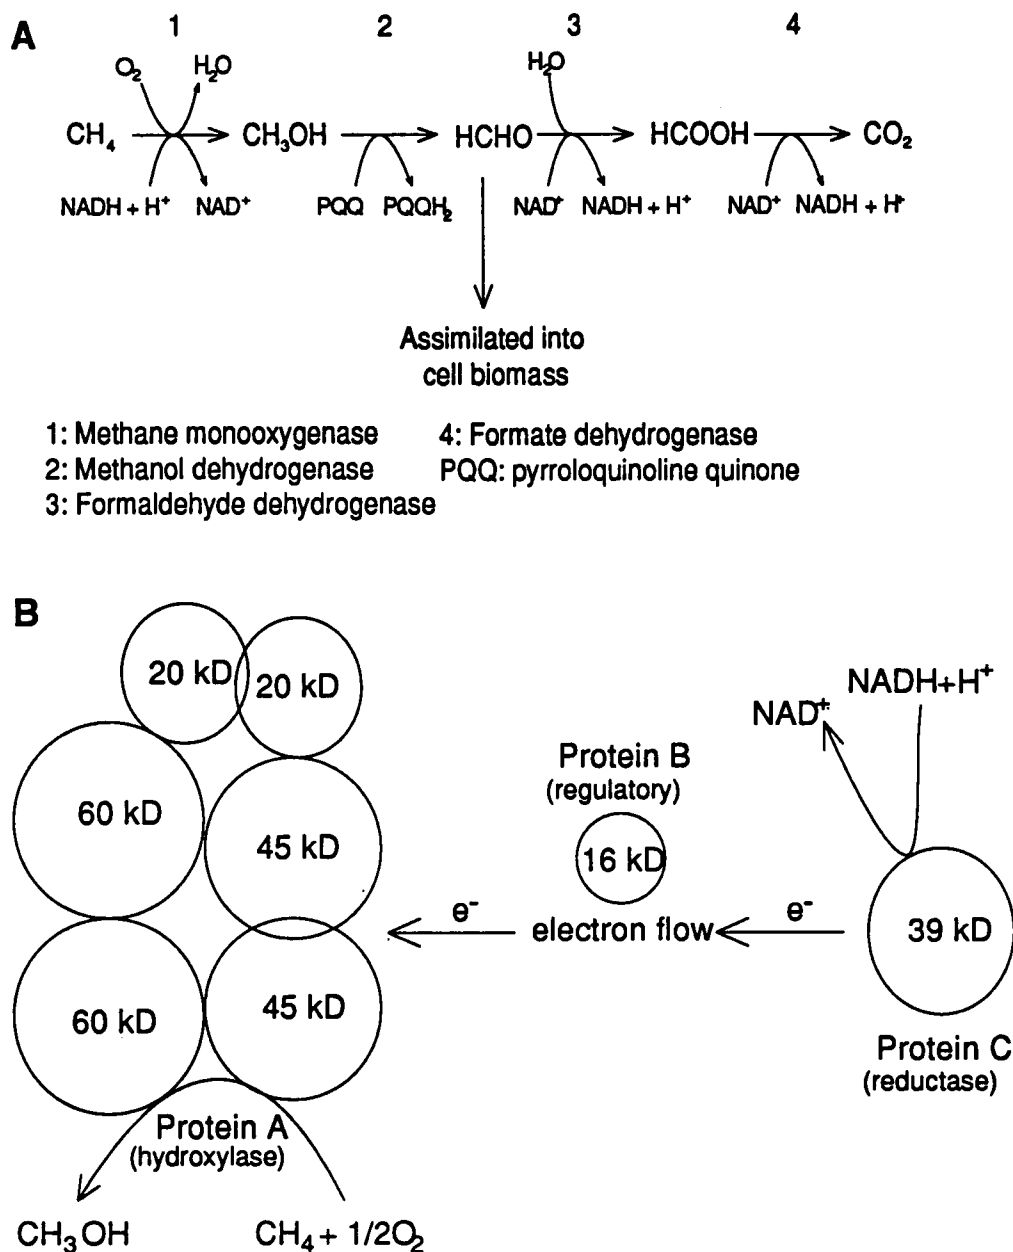 A
1 2 3 4
O₂ H₂O H₂O
CH₄ CH₃OH HCHO HCOOH CO₂
NADH + H⁺ NAD⁺ PQQ PQQH₂ NAD⁺ NADH + H⁺ NAD⁺ NADH + H⁺
Assimilated into
cell biomass
1: Methane monooxygenase
2: Methanol dehydrogenase
3: Formaldehyde dehydrogenase
4: Formate dehydrogenase
PQQ: pyrroloquinoline quinone
B
20 kD 20 kD
60 kD 45 kD
60 kD 45 kD
Protein A
(hydroxylase)
CH₃OH CH₄ + 1/2O₂
e⁻
Protein B
(regulatory)
16 kD
electron flow
e⁻
NADH+H⁺
NAD⁺
39 kD
Protein C
(reductase)